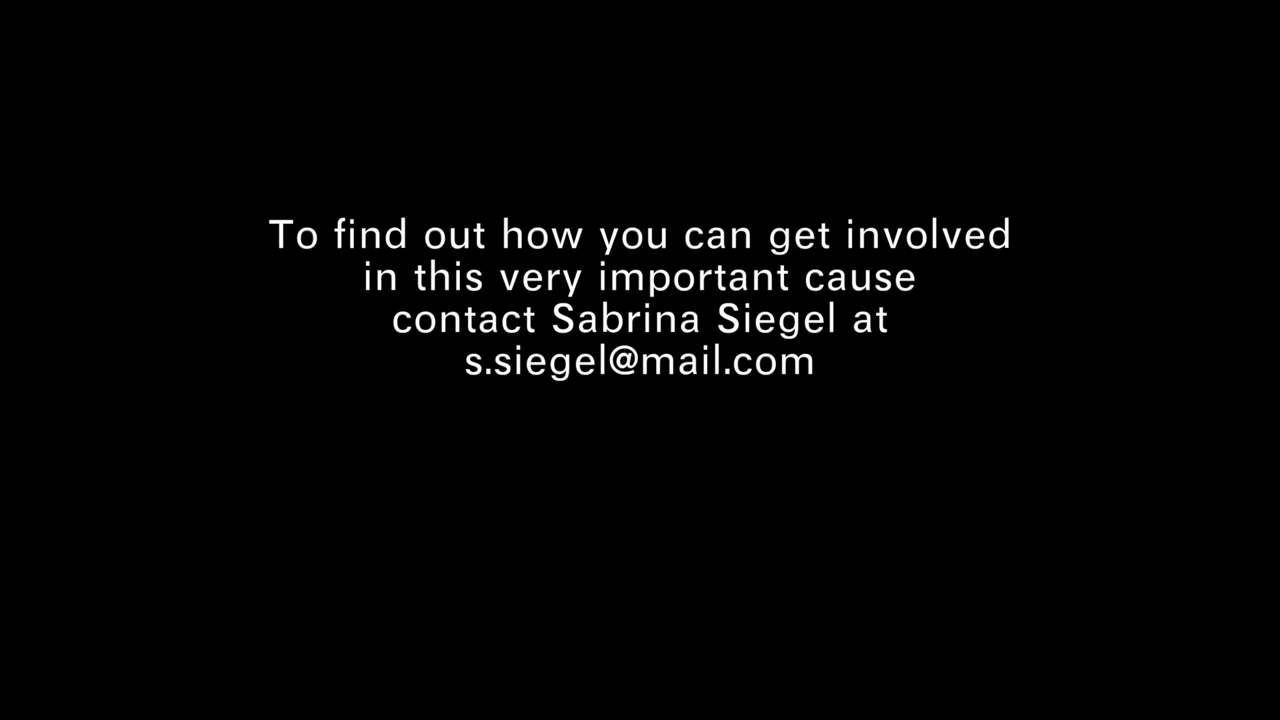 To find out how you can get involved
in this very important cause
contact Sabrina Siegel at
s.siegel@mail.com